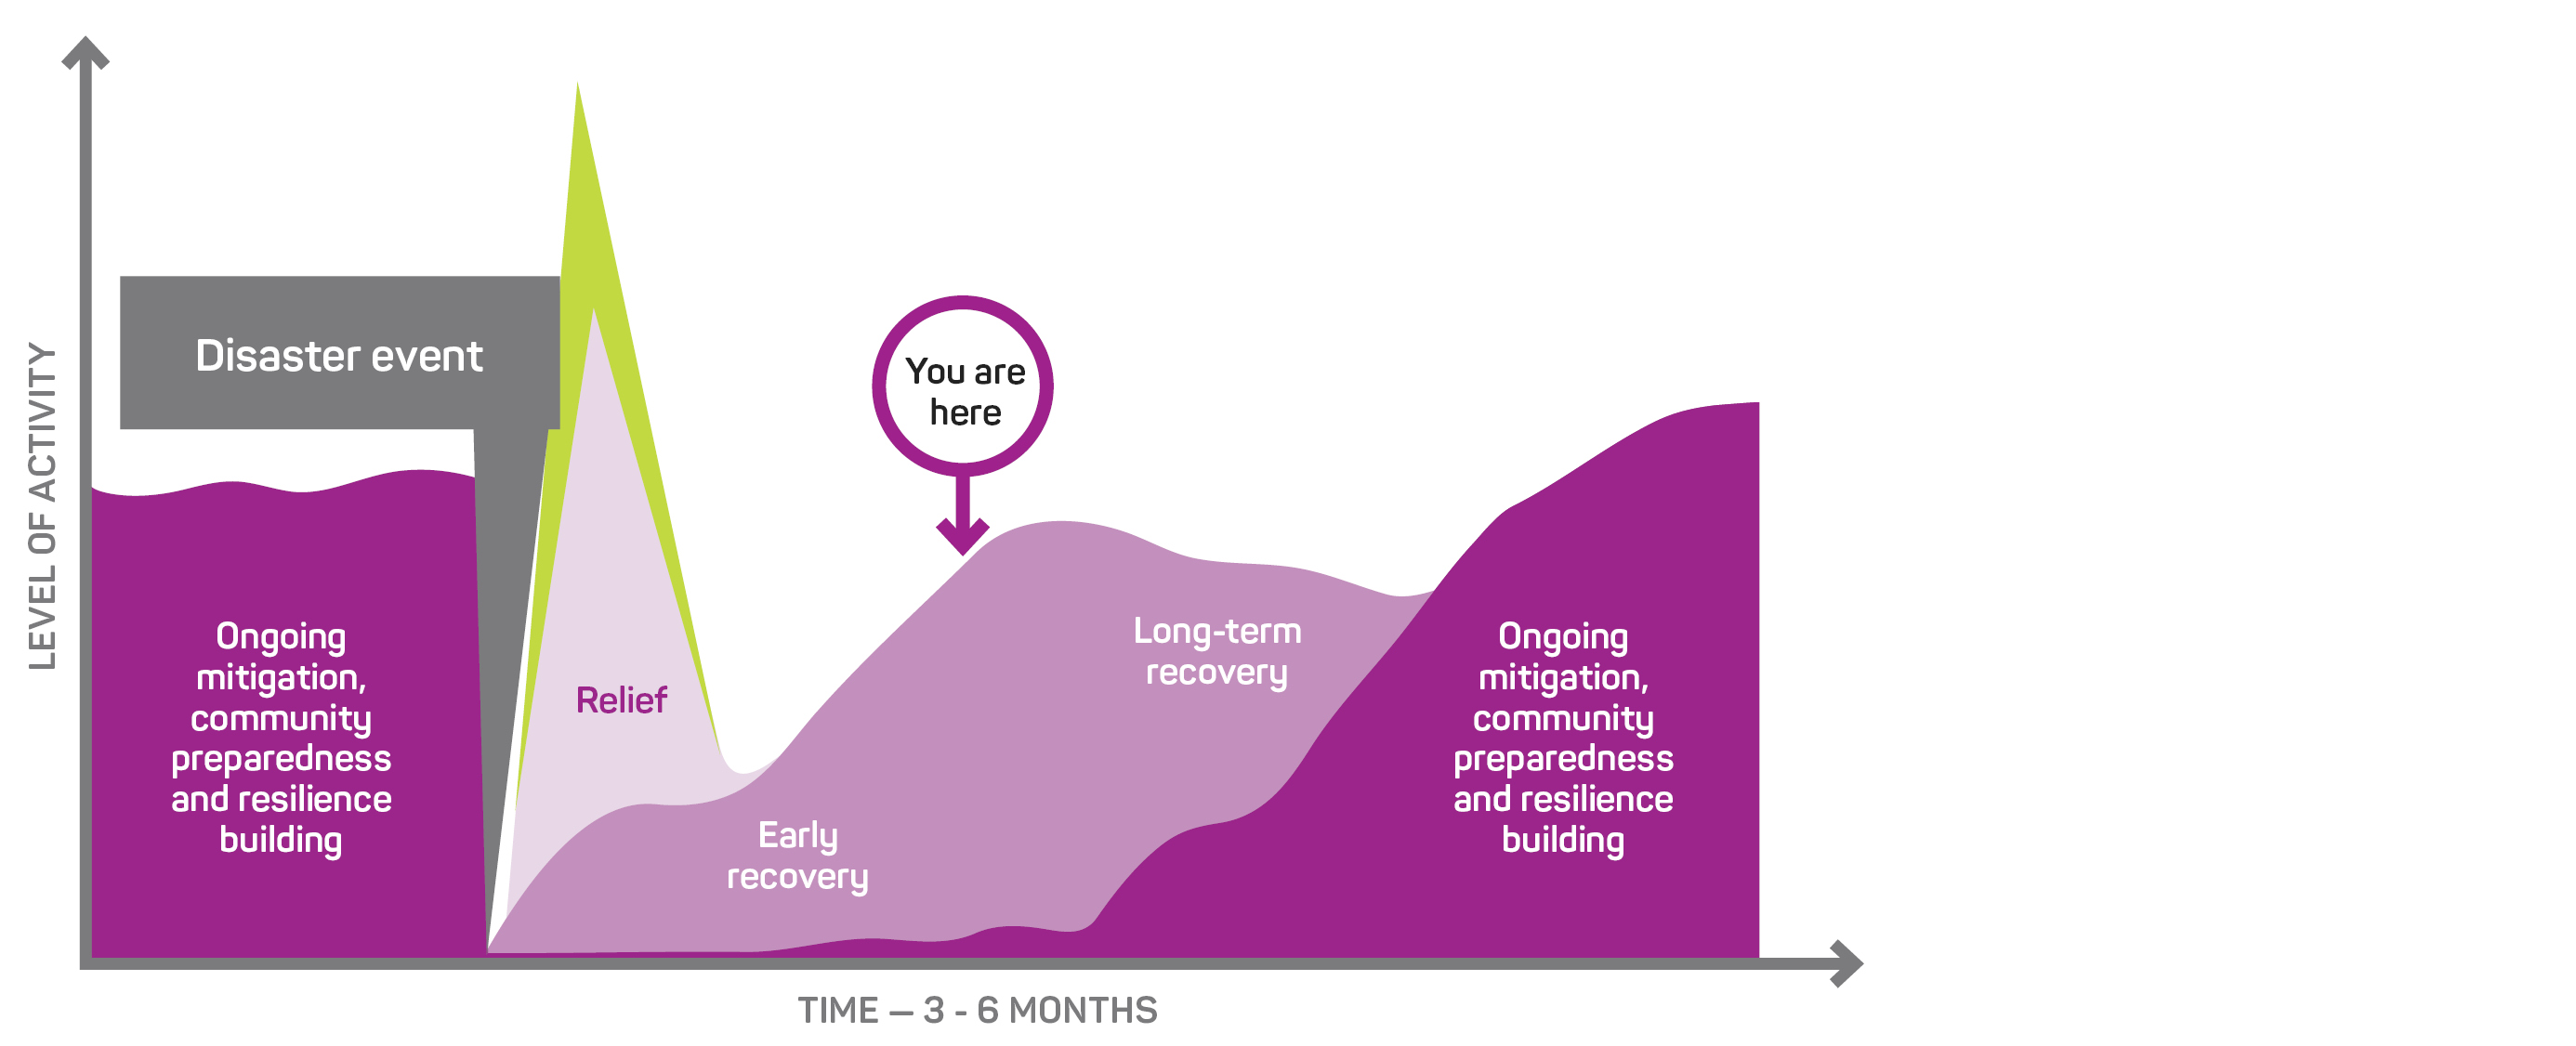 LEVEL OF ACTIVITY
Disaster event
You are
here
Ongoing
mitigation,
community
preparedness
and resilience
building
Relief
Early
recovery
Long-term
recovery
Ongoing
mitigation,
community
preparedness
and resilience
building
TIME — 3 - 6 MONTHS